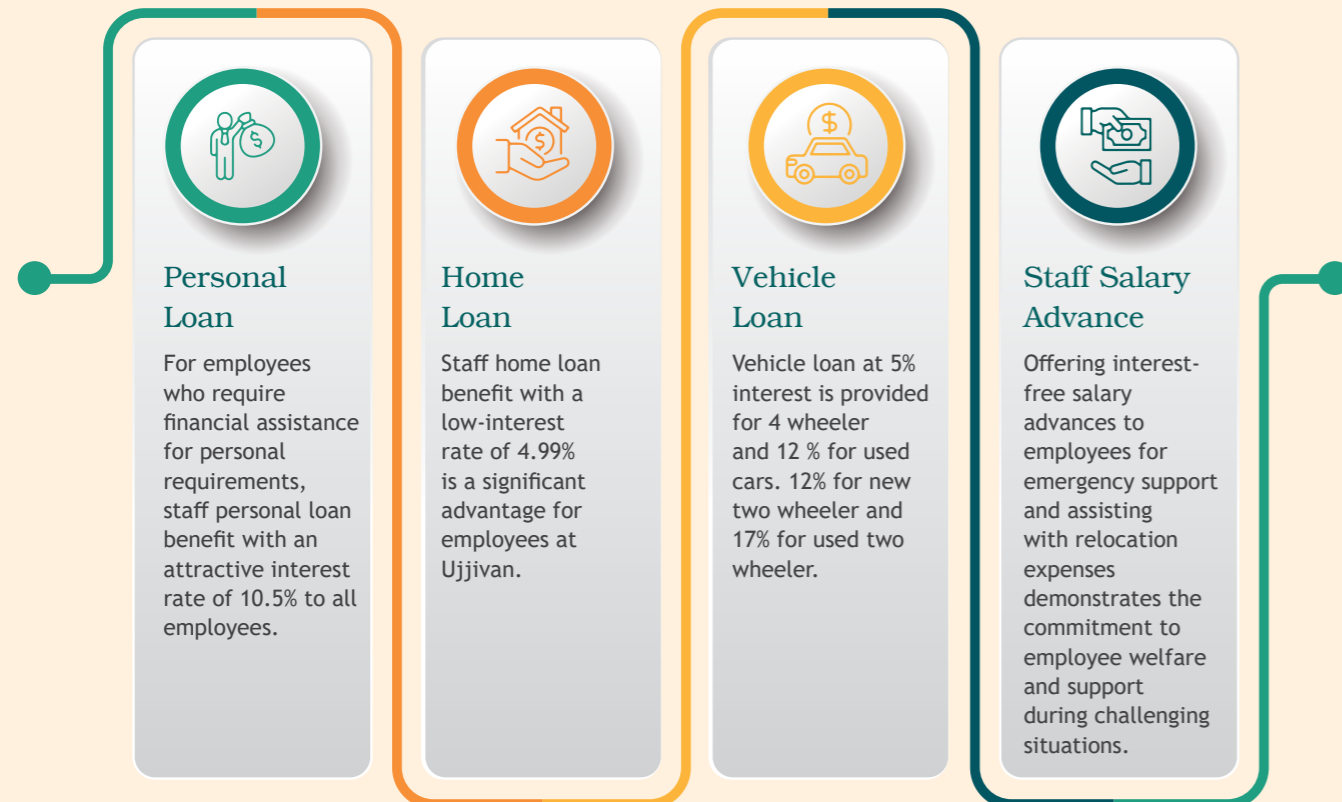 Personal
Loan
For employees
who require
financial assistance
for personal
requirements,
staff personal loan
benefit with an
attractive interest
rate of 10.5% to all
employees.
Home
Loan
Staff home loan
benefit with a
low-interest
rate of 4.99%
is a significant
advantage for
employees at
Ujjivan.
Vehicle
Loan
Vehicle loan at 5%
interest is provided
for 4 wheeler
and 12 % for used
cars. 12% for new
two wheeler and
17% for used two
wheeler.
Staff Salary
Advance
Offering interest-
free salary
advances to
employees for
emergency support
and assisting
with relocation
expenses
demonstrates the
commitment to
employee welfare
and support
during challenging
situations.